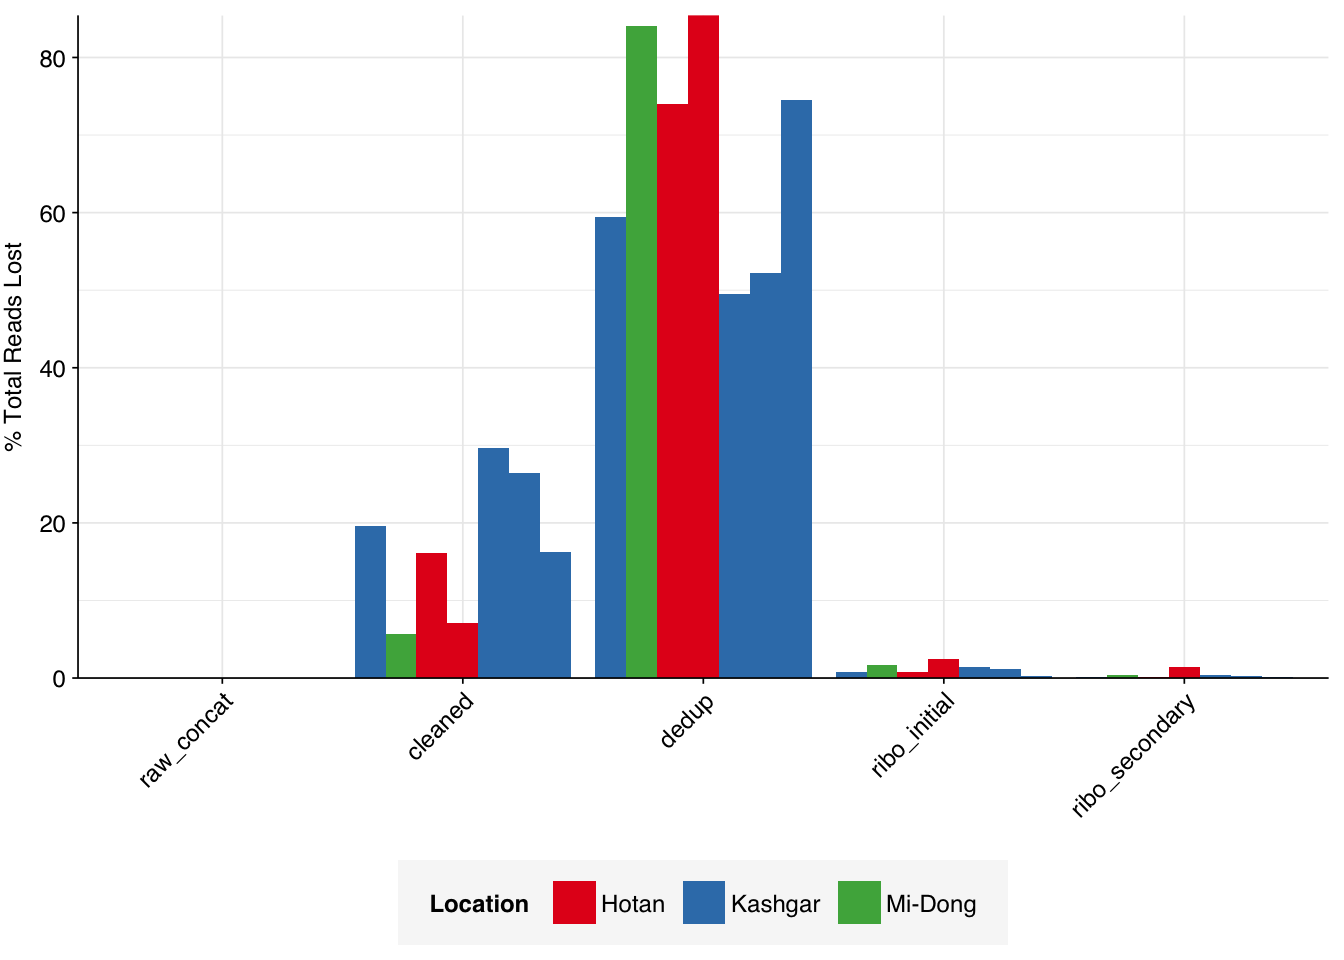 % Total Reads Lost
80
60
40
20
0
raw_concat
cleaned
dedup
ribo_initial
ribo_secondary
Location
Hotan
Kashgar
Mi-Dong